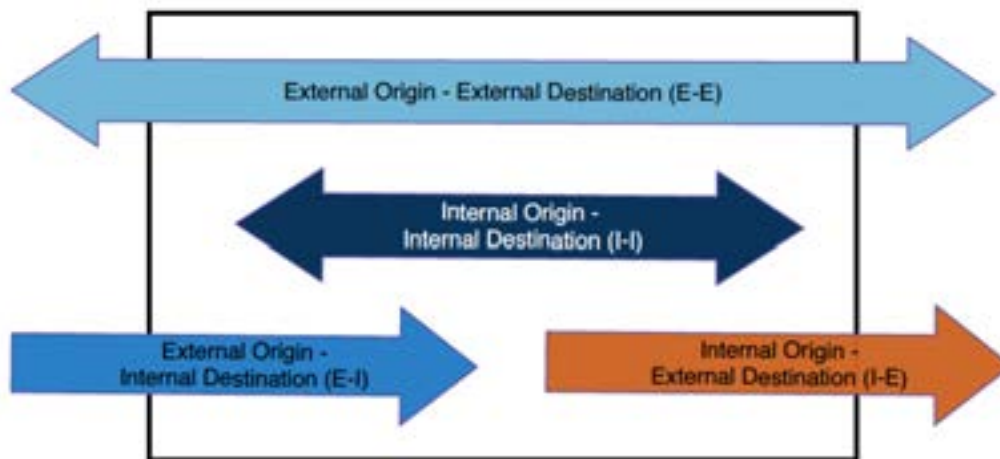 External Origin - External Destination (E-E)
Internal Origin -
Internal Destination (I-I)
External Origin -
Internal Destination (E-I)
Internal Origin -
External Destination (I-E)